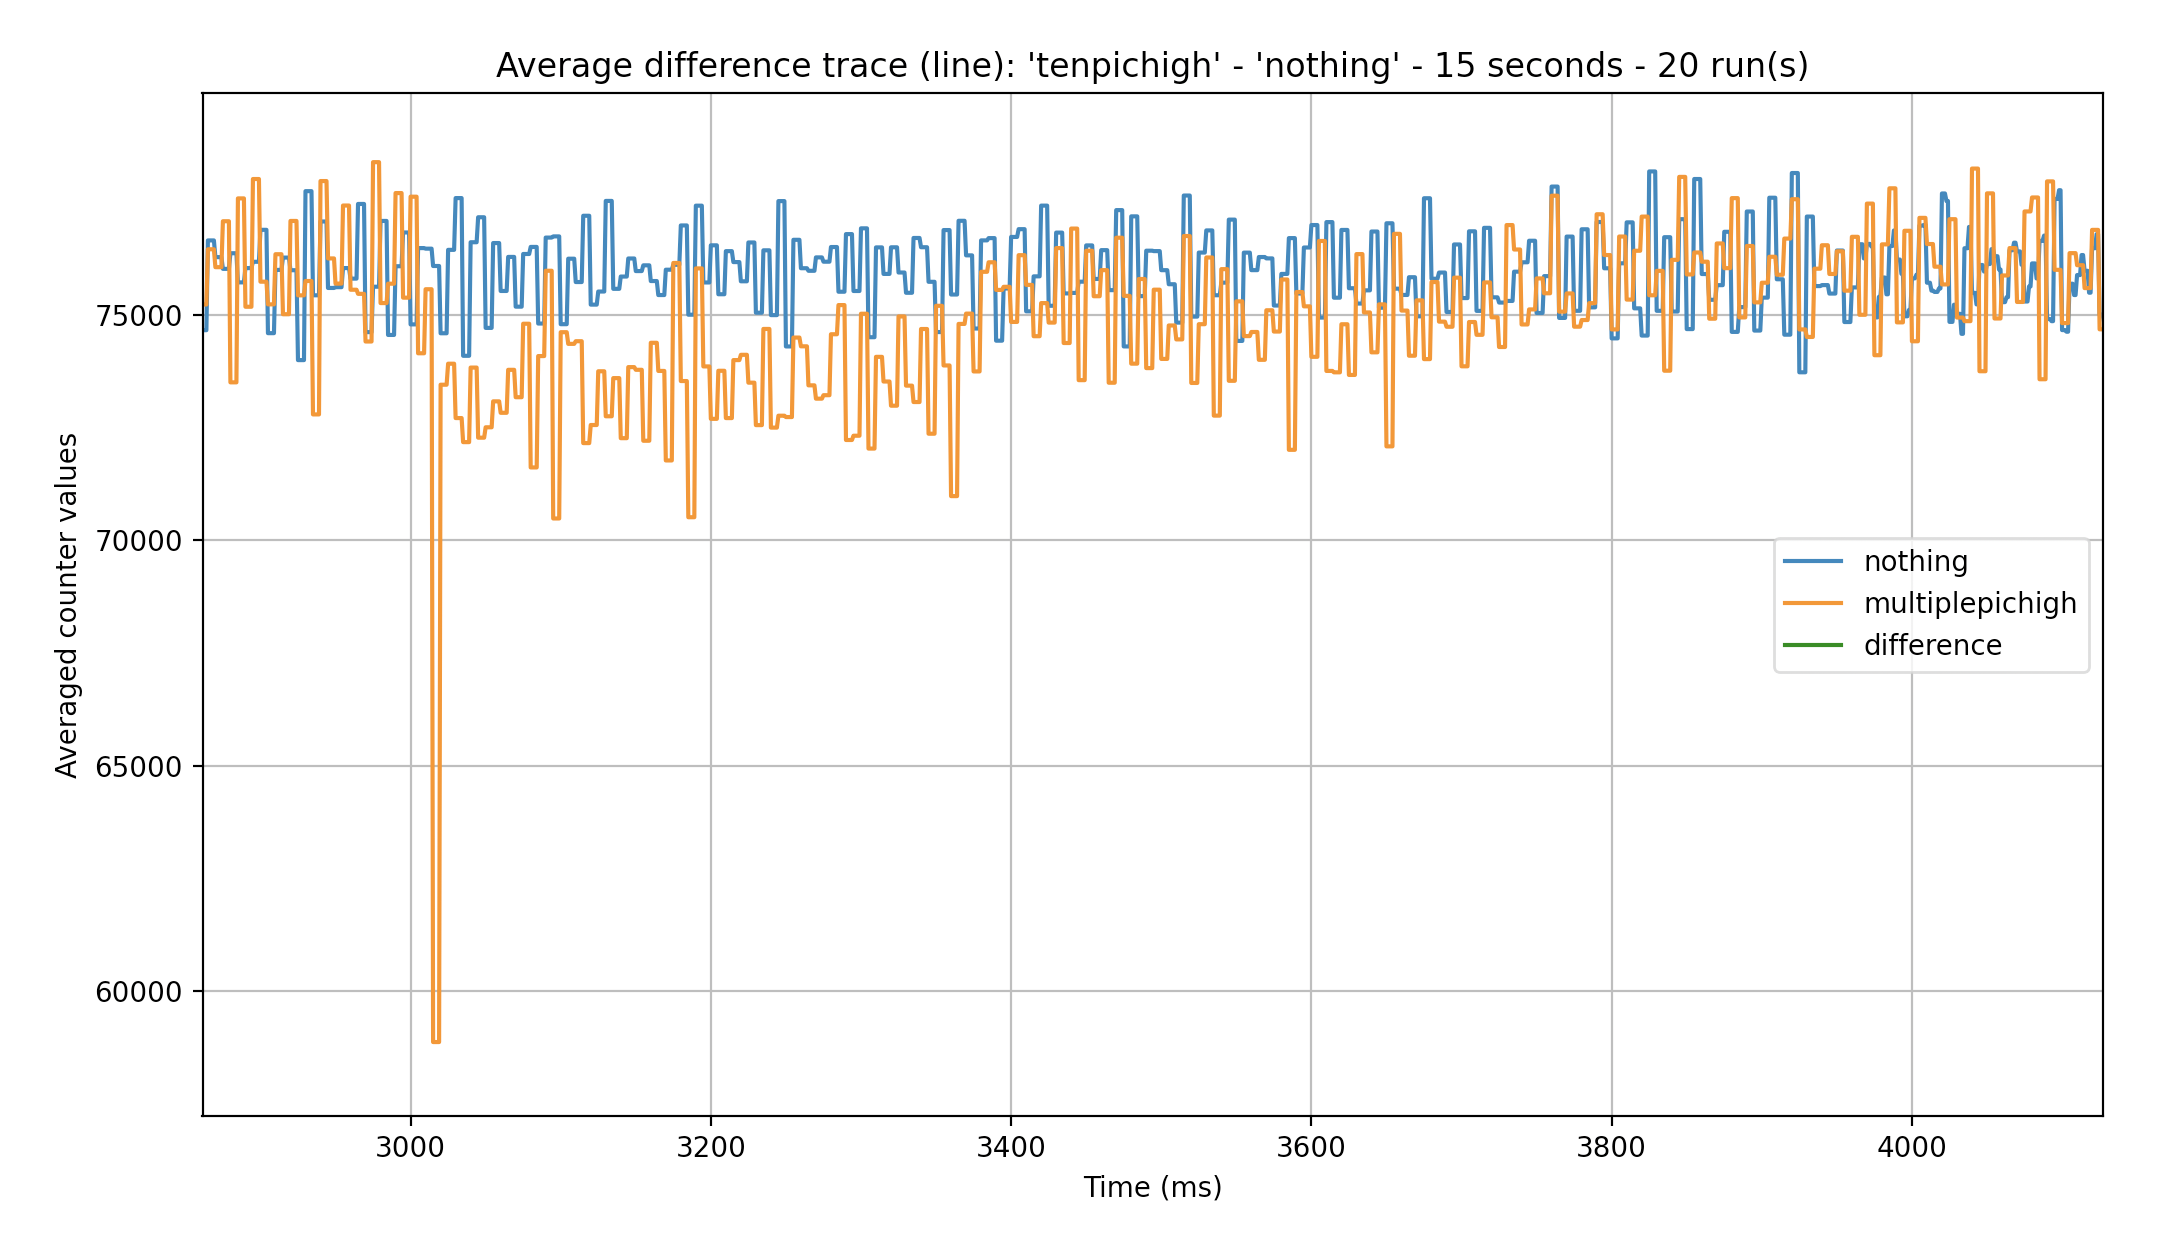 Average difference trace (line): 'tenpichigh' - 'nothing' - 15 seconds - 20 run(s)
Averaged counter values
75000
70000
65000
60000
nothing
multiplepichigh
difference
3000
3200
3400
3600
3800
4000
Time (ms)